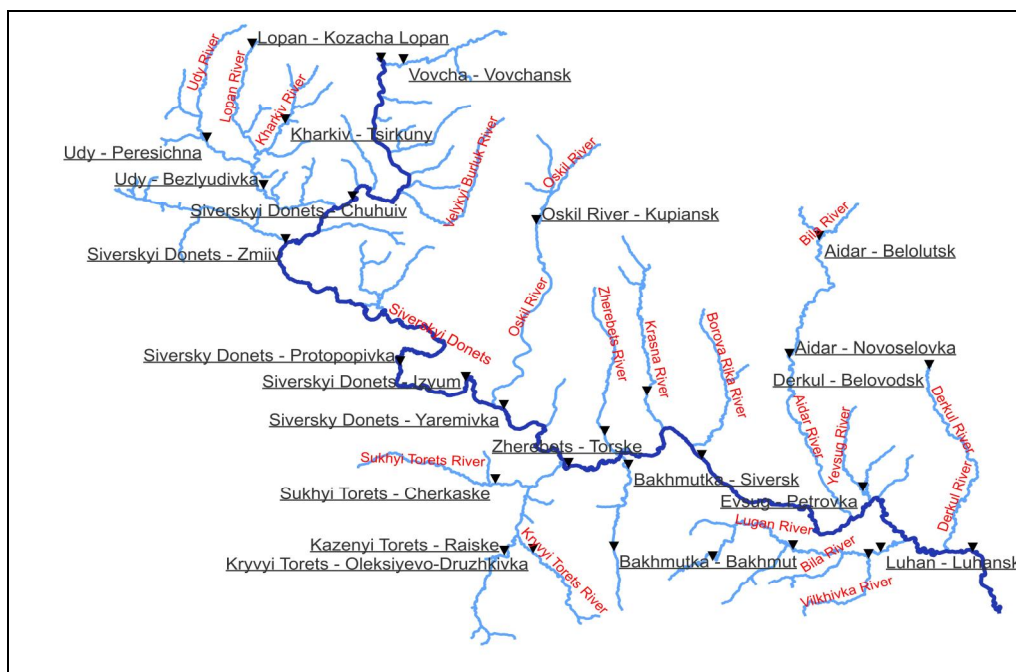 Lopan - Kozacha Lopan
Udy River
Lopan River
Vovcha - Vovchansk
Kharkiv River
Kharkiv - Tsirkuny
Udy - Peresichna
Velykyi Burluk River
Oskil River
Udy - Bezlyudivka
Siverskyi Donets - Chuhuiv
Oskil River - Kupiansk
Bila River
Siverskyi Donets - Zmiiv
Aidar - Belolutsk
Oskil River
Zherebets River
Siverskyi Donets
Krasna River
Borova Rika River
Siversky Donets - Protopopivka
Aidar - Novoselovka
Siverskyi Donets - Izyum
Derkul - Belovodsk
Siversky Donets - Yaremivka
Aidar River
Derkul River
Zherebets - Torske
Yevsug River
Sukhyi Torets River
Bakhmutka - Siversk
Sukhyi Torets - Cherkaske
Evsug - Petrovka
Lugan River
Derkul River
Kazenyi Torets - Raiske
Kryvyi Torets - Oleksiyevo-Druzhkivka
Kryvyi Torets River
Bakhmutka - Bakhmut
Bila River
Luhan - Luhansk
Vilkhivka River